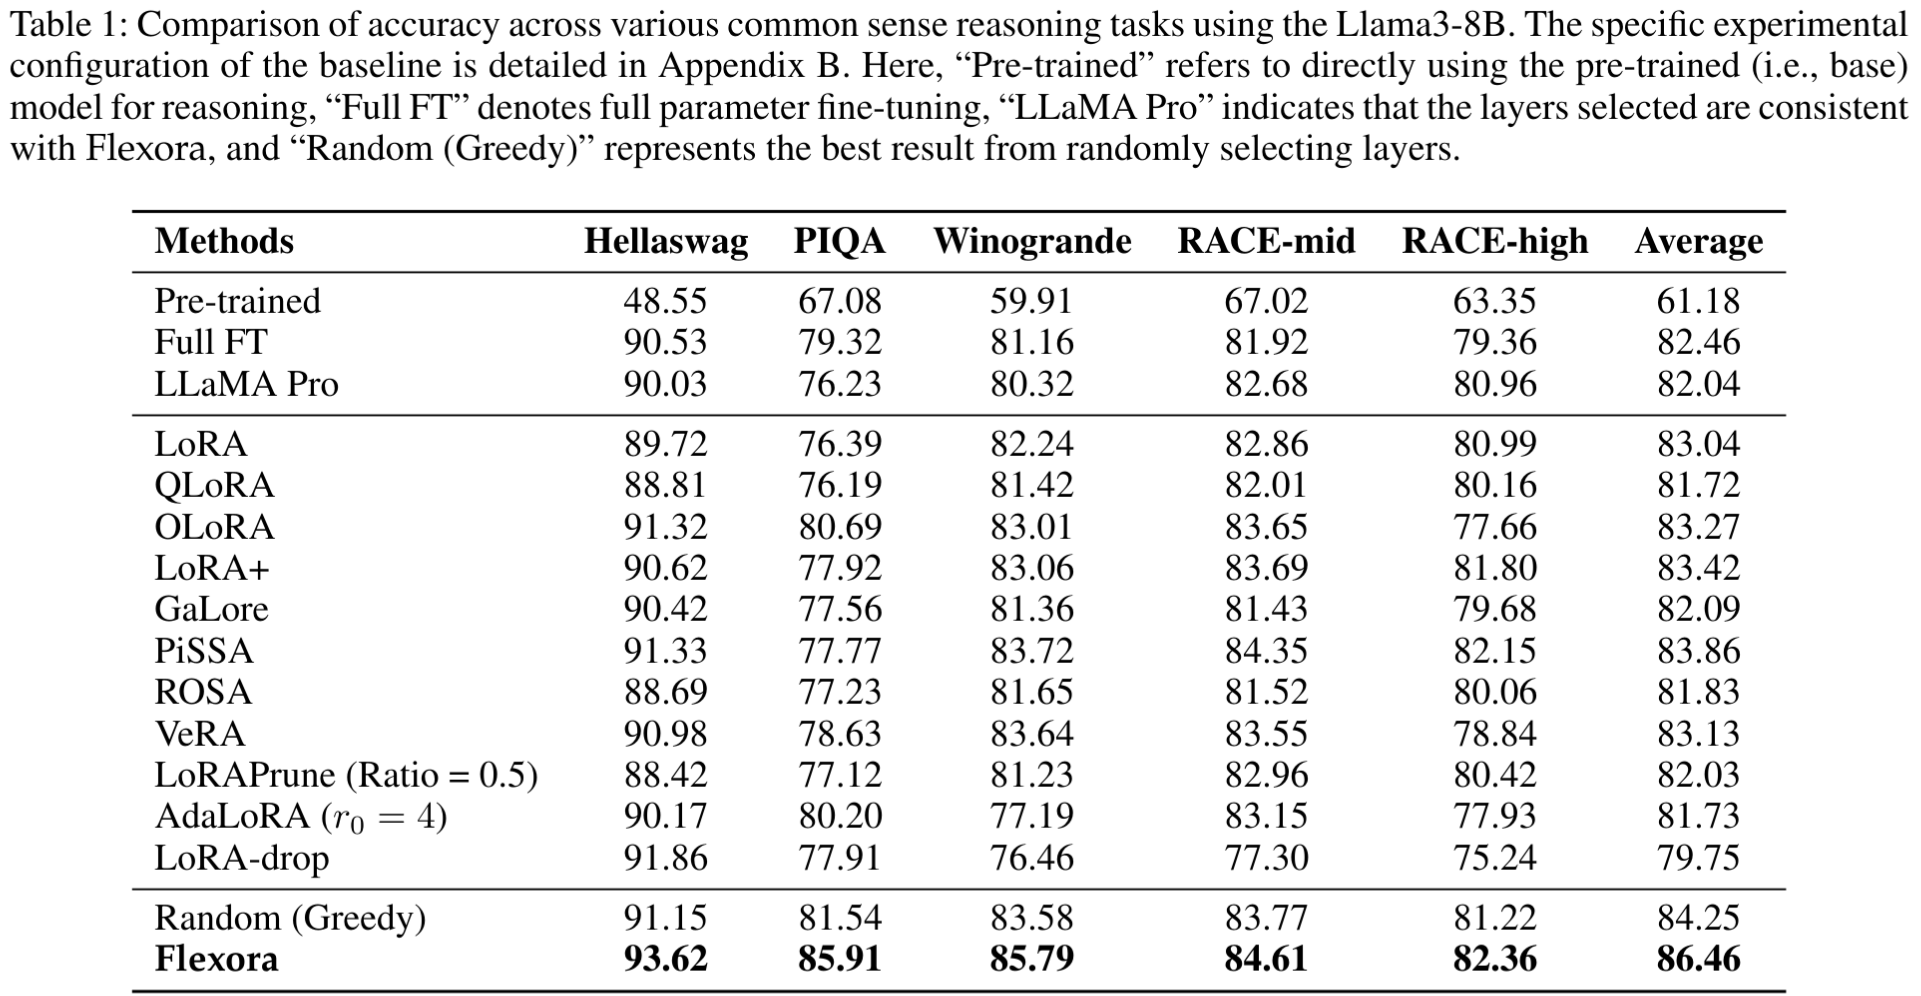 Table 1: Comparison of accuracy across various common sense reasoning tasks using the Llama3-8B. The specific experimental
configuration of the baseline is detailed in Appendix B. Here, “Pre-trained” refers to directly using the pre-trained (i.e., base)
model for reasoning, “Full FT” denotes full parameter fine-tuning, “LLaMA Pro” indicates that the layers selected are consistent
with Flexora, and “Random (Greedy)” represents the best result from randomly selecting layers.
Methods Hellaswag PIQA Winogrande RACE-mid RACE-high Average
Pre-trained 48.55 67.08 59.91 67.02 63.35 61.18
Full FT 90.53 79.32 81.16 81.92 79.36 82.46
LLaMA Pro 90.03 76.23 80.32 82.68 80.96 82.04
LoRA 89.72 76.39 82.24 82.86 80.99 83.04
QLoRA 88.81 76.19 81.42 82.01 80.16 81.72
OLoRA 91.32 80.69 83.01 83.65 77.66 83.27
LoRA+ 90.62 77.92 83.06 83.69 81.80 83.42
GaLore 90.42 77.56 81.36 81.43 79.68 82.09
PiSSA 91.33 77.77 83.72 84.35 82.15 83.86
ROSA 88.69 77.23 81.65 81.52 80.06 81.83
VeRA 90.98 78.63 83.64 83.55 78.84 83.13
LoRAPrune (Ratio = 0.5) 88.42 77.12 81.23 82.96 80.42 82.03
AdaLoRA (r₀ = 4) 90.17 80.20 77.19 83.15 77.93 81.73
LoRA-drop 91.86 77.91 76.46 77.30 75.24 79.75
Random (Greedy) 91.15 81.54 83.58 83.77 81.22 84.25
Flexora 93.62 85.91 85.79 84.61 82.36 86.46